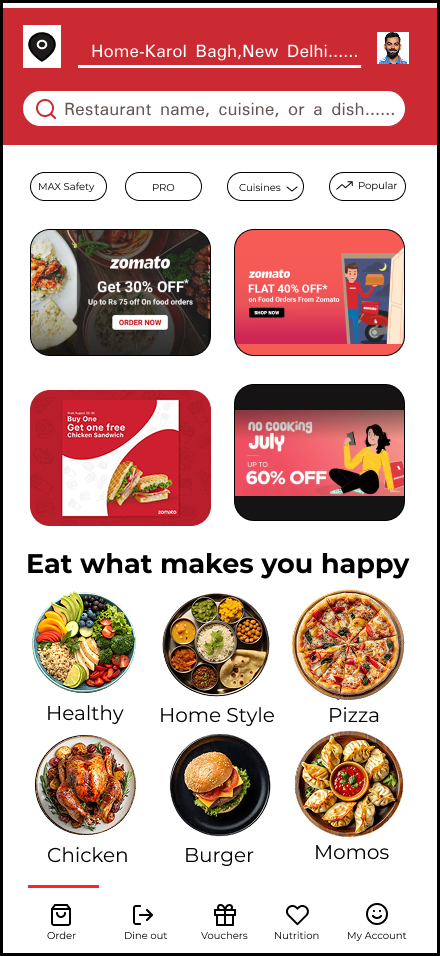 Home-Karol Bagh,New Delhi......
Restaurant name, cuisine, or a dish......
MAX Safety
PRO
Cuisines
Popular
zomato
Get 30% OFF*
Up to Rs 75 off On food orders
ORDER NOW
zomato
FLAT 40% OFF*
on Food Orders From Zomato
SHOP NOW
Buy One
Get one free
Chicken Sandwich
zomato
no cooking
JULY
UP TO
60% OFF
Eat what makes you happy
Healthy
Home Style
Pizza
Chicken
Burger
Momos
Order
Dine out
Vouchers
Nutrition
My Account